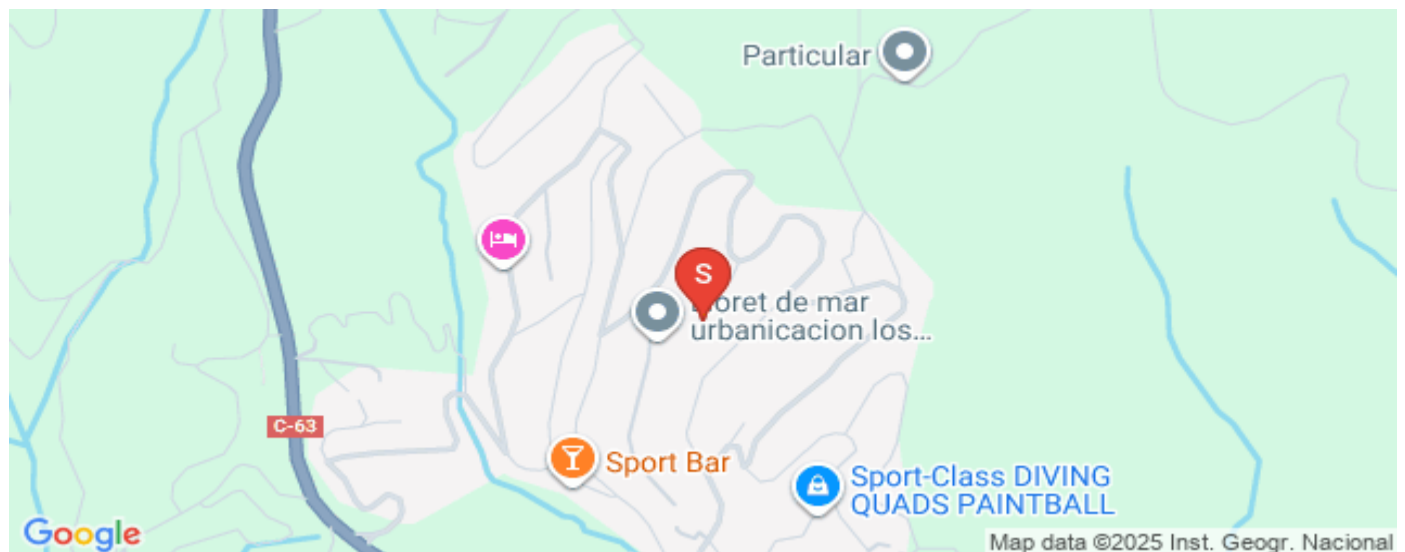 Particular
S
loret de mar
urbanicacion los...
C-63
Sport Bar
Sport-Class DIVING
QUADS PAINTBALL
Google
Map data ©2025 Inst. Geogr. Nacional